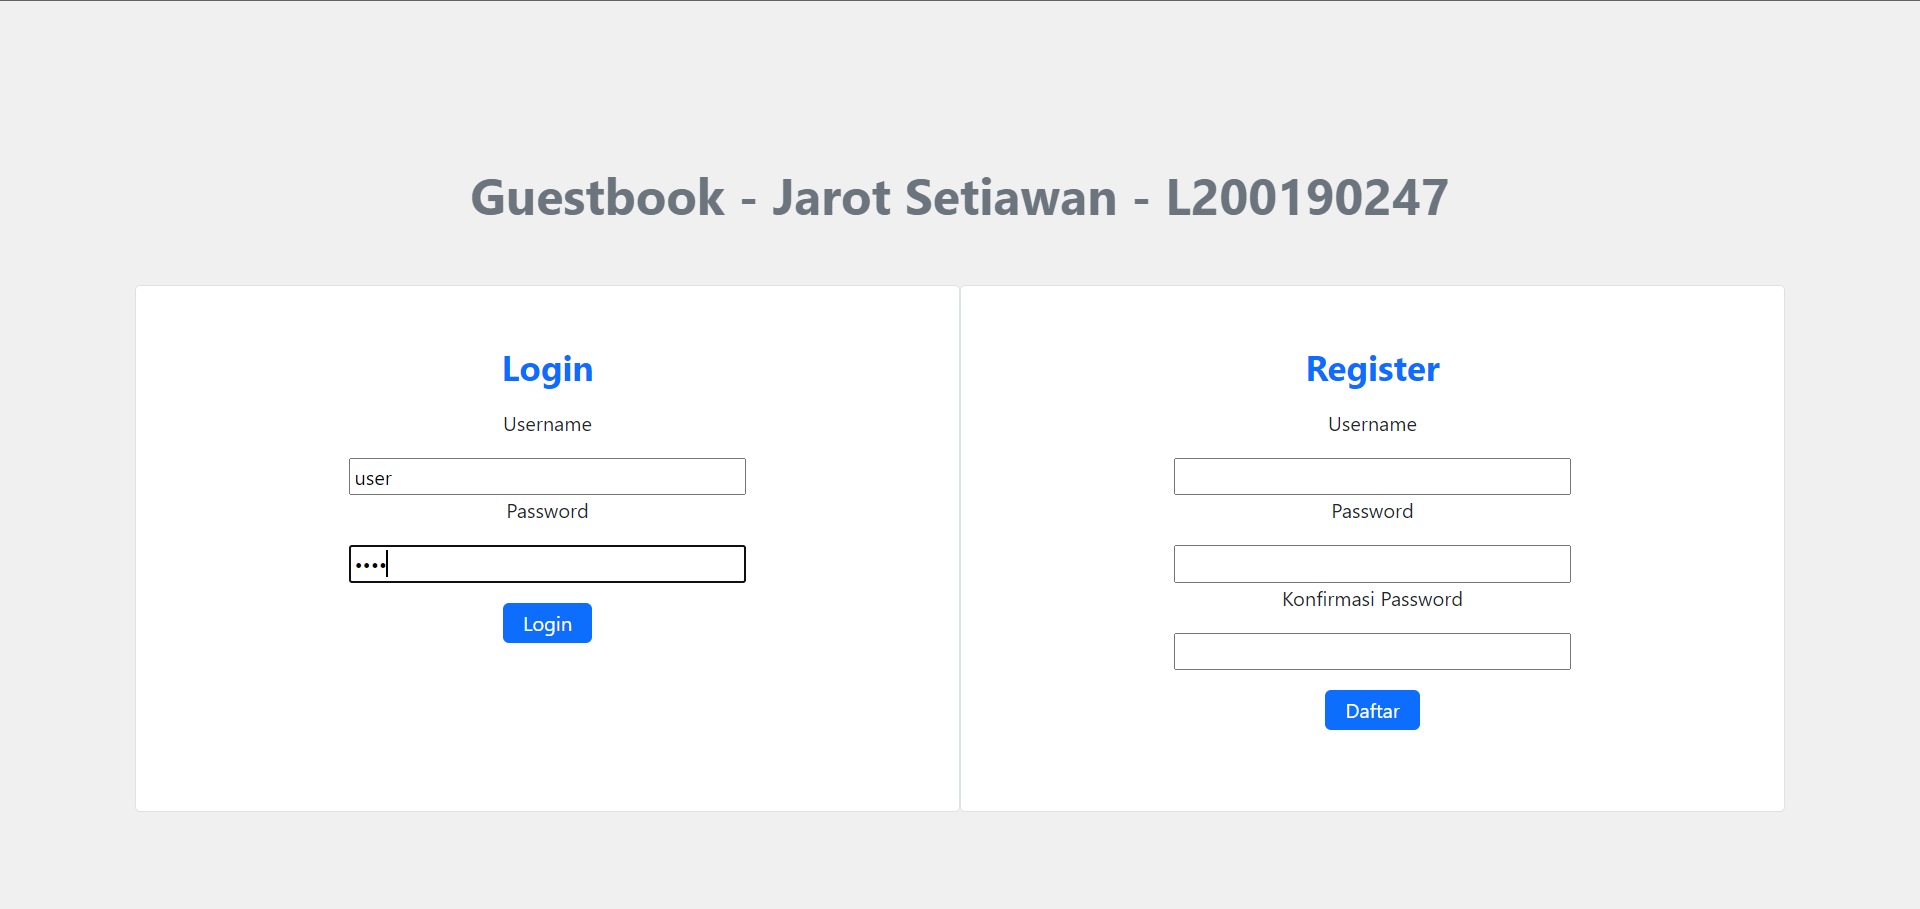 Guestbook - Jarot Setiawan - L200190247
Login
Username
user
Password
••••
Login
Register
Username
Password
Konfirmasi Password
Daftar